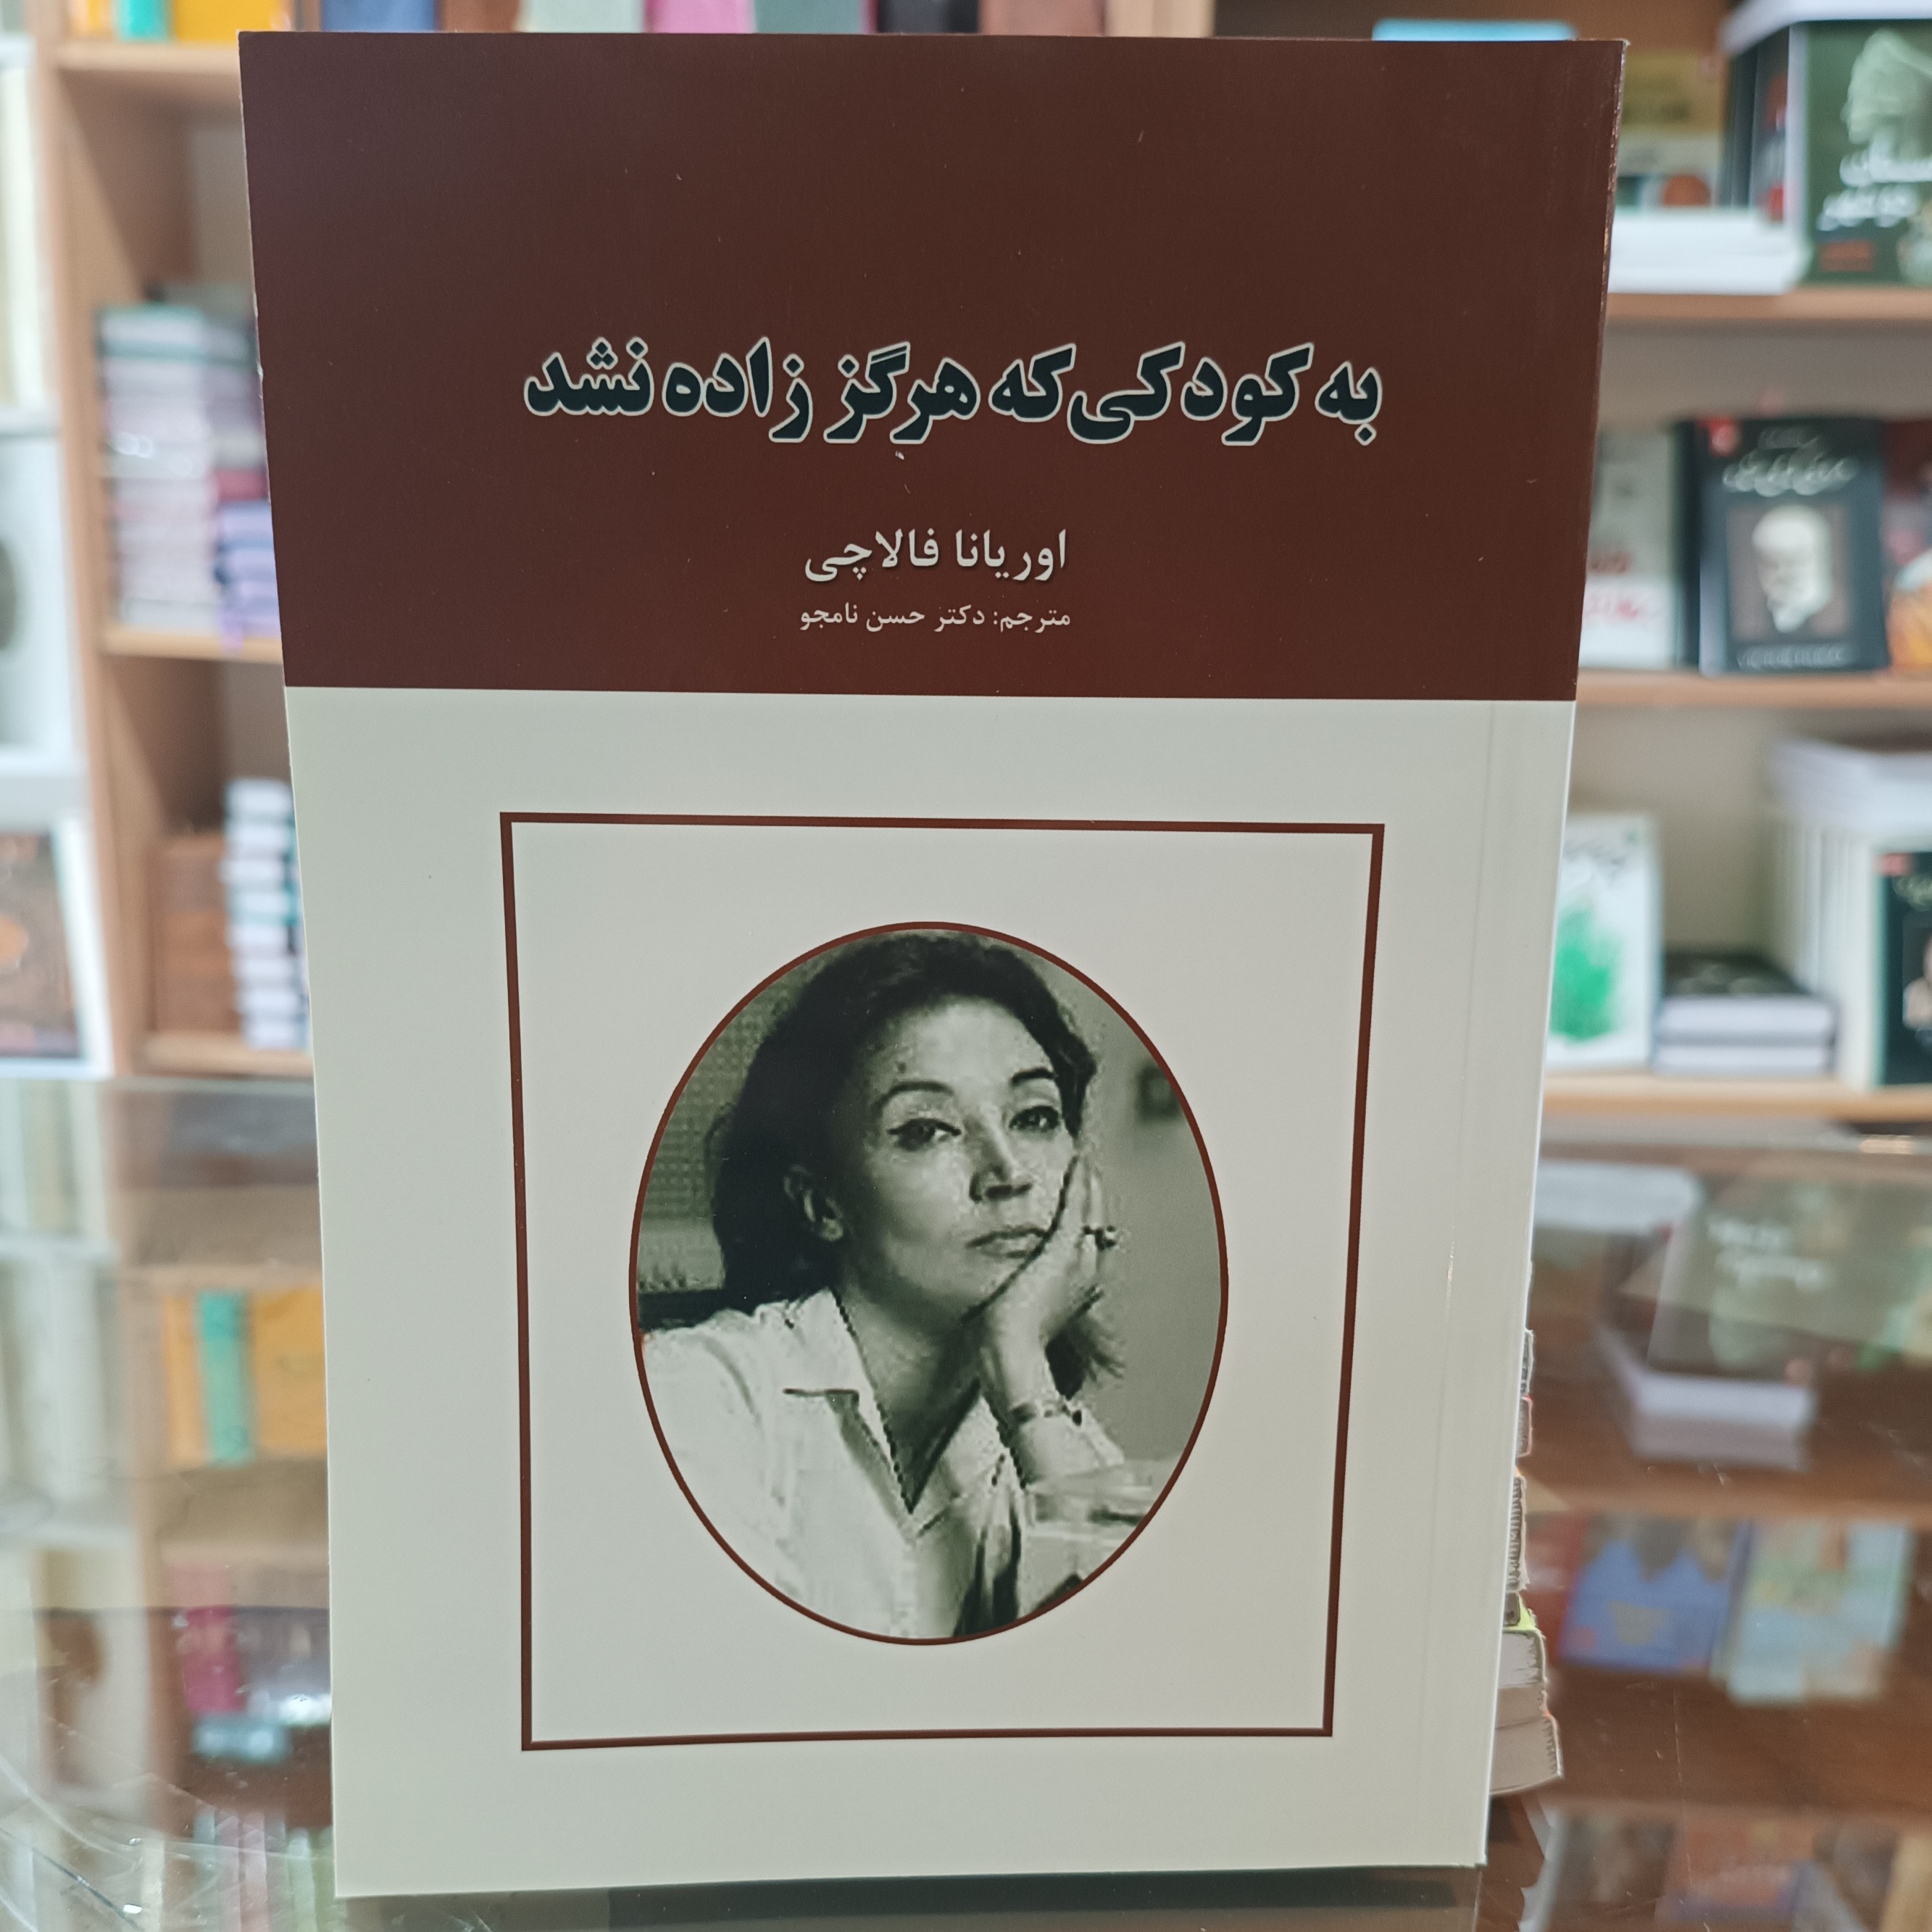 به کودکی که هرگز زاده نشد
اوریانا فالاچی
مترجم: دکتر حسن نامجو